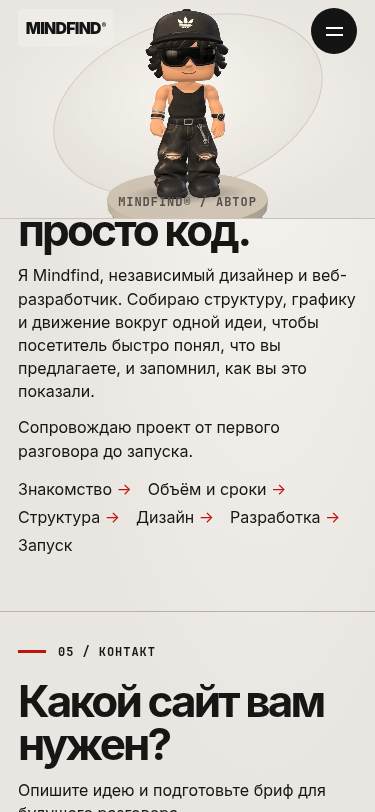 MINDFIND®
MINDFIND® / АВТОР
просто код.
Я Mindfind, независимый дизайнер и веб-
разработчик. Собираю структуру, графику
и движение вокруг одной идеи, чтобы
посетитель быстро понял, что вы
предлагаете, и запомнил, как вы это
показали.
Сопровождаю проект от первого
разговора до запуска.
Знакомство → Объём и сроки →
Структура → Дизайн → Разработка →
Запуск
05 / КОНТАКТ
Какой сайт вам
нужен?
Опишите идею и подготовьте бриф для
будущего разговора.